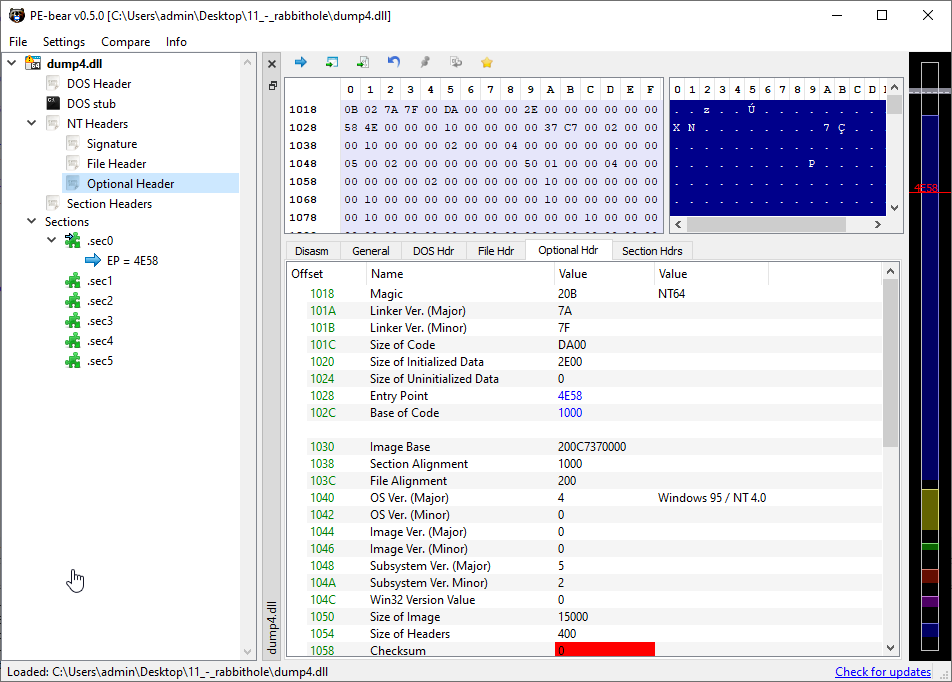 PE-bear v0.5.0 [C:\Users\admin\Desktop\11_-_rabbithole\dump4.dll]
File Settings Compare Info
dump4.dll
DOS Header
DOS stub
NT Headers
Signature
File Header
Optional Header
Section Headers
Sections
.sec0
EP = 4E58
.sec1
.sec2
.sec3
.sec4
.sec5
dump4.dll
0 1 2 3 4 5 6 7 8 9 A B C D E F
1018 0B 02 7A 7F 00 DA 00 00 00 2E 00 00 00 00 00 00
1028 58 4E 00 00 00 10 00 00 00 00 37 C7 00 02 00 00
1038 00 10 00 00 00 02 00 00 04 00 00 00 00 00 00 00
1048 05 00 02 00 00 00 00 00 00 50 01 00 00 04 00 00
1058 00 00 00 00 02 00 00 00 00 00 10 00 00 00 00 00
1068 00 10 00 00 00 00 00 00 00 00 10 00 00 00 00 00
1078 00 10 00 00 00 00 00 00 00 00 00 00 10 00 00 00
0 1 2 3 4 5 6 7 8 9 A B C D
. . z . . Ú . . . . . . . .
X N . . . . . . . . 7 Ç . .
. . . . . . . . . . . . . .
. . . . . . . . . P . . . .
. . . . . . . . . . . . . .
. . . . . . . . . . . . . .
4E58
Disasm General DOS Hdr File Hdr Optional Hdr Section Hdrs
Offset Name Value Value
1018 Magic 20B NT64
101A Linker Ver. (Major) 7A
101B Linker Ver. (Minor) 7F
101C Size of Code DA00
1020 Size of Initialized Data 2E00
1024 Size of Uninitialized Data 0
1028 Entry Point 4E58
102C Base of Code 1000
1030 Image Base 200C7370000
1038 Section Alignment 1000
103C File Alignment 200
1040 OS Ver. (Major) 4 Windows 95 / NT 4.0
1042 OS Ver. (Minor) 0
1044 Image Ver. (Major) 0
1046 Image Ver. (Minor) 0
1048 Subsystem Ver. (Major) 5
104A Subsystem Ver. Minor) 2
104C Win32 Version Value 0
1050 Size of Image 15000
1054 Size of Headers 400
1058 Checksum 0
Loaded: C:\Users\admin\Desktop\11_-_rabbithole\dump4.dll
Check for updates